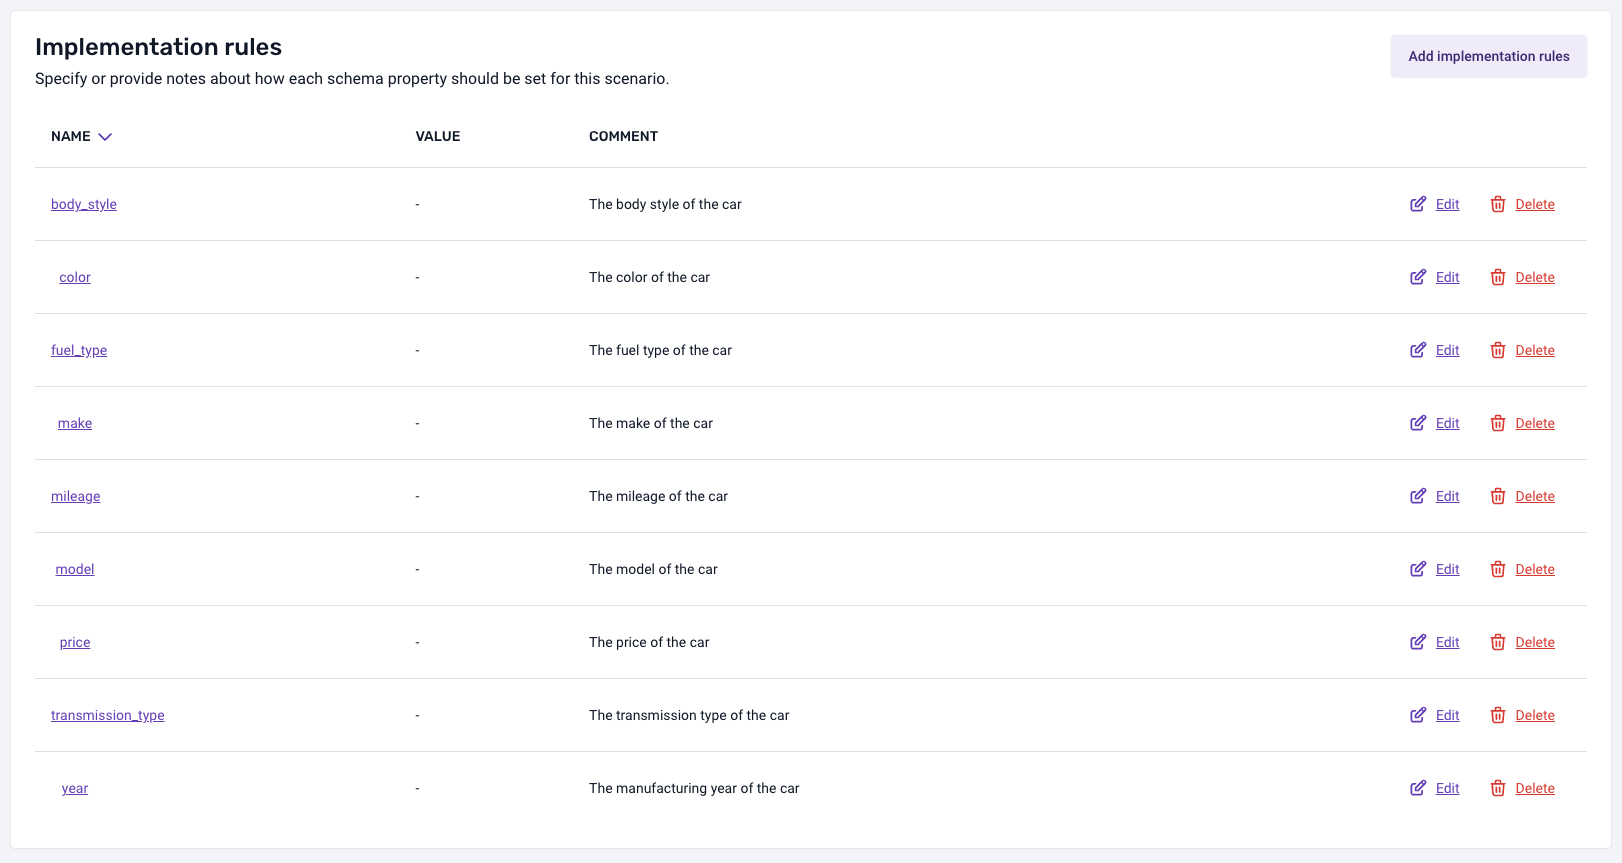 Implementation rules
Add implementation rules
Specify or provide notes about how each schema property should be set for this scenario.
NAME VALUE COMMENT
body_style - The body style of the car Edit Delete
color - The color of the car Edit Delete
fuel_type - The fuel type of the car Edit Delete
make - The make of the car Edit Delete
mileage - The mileage of the car Edit Delete
model - The model of the car Edit Delete
price - The price of the car Edit Delete
transmission_type - The transmission type of the car Edit Delete
year - The manufacturing year of the car Edit Delete